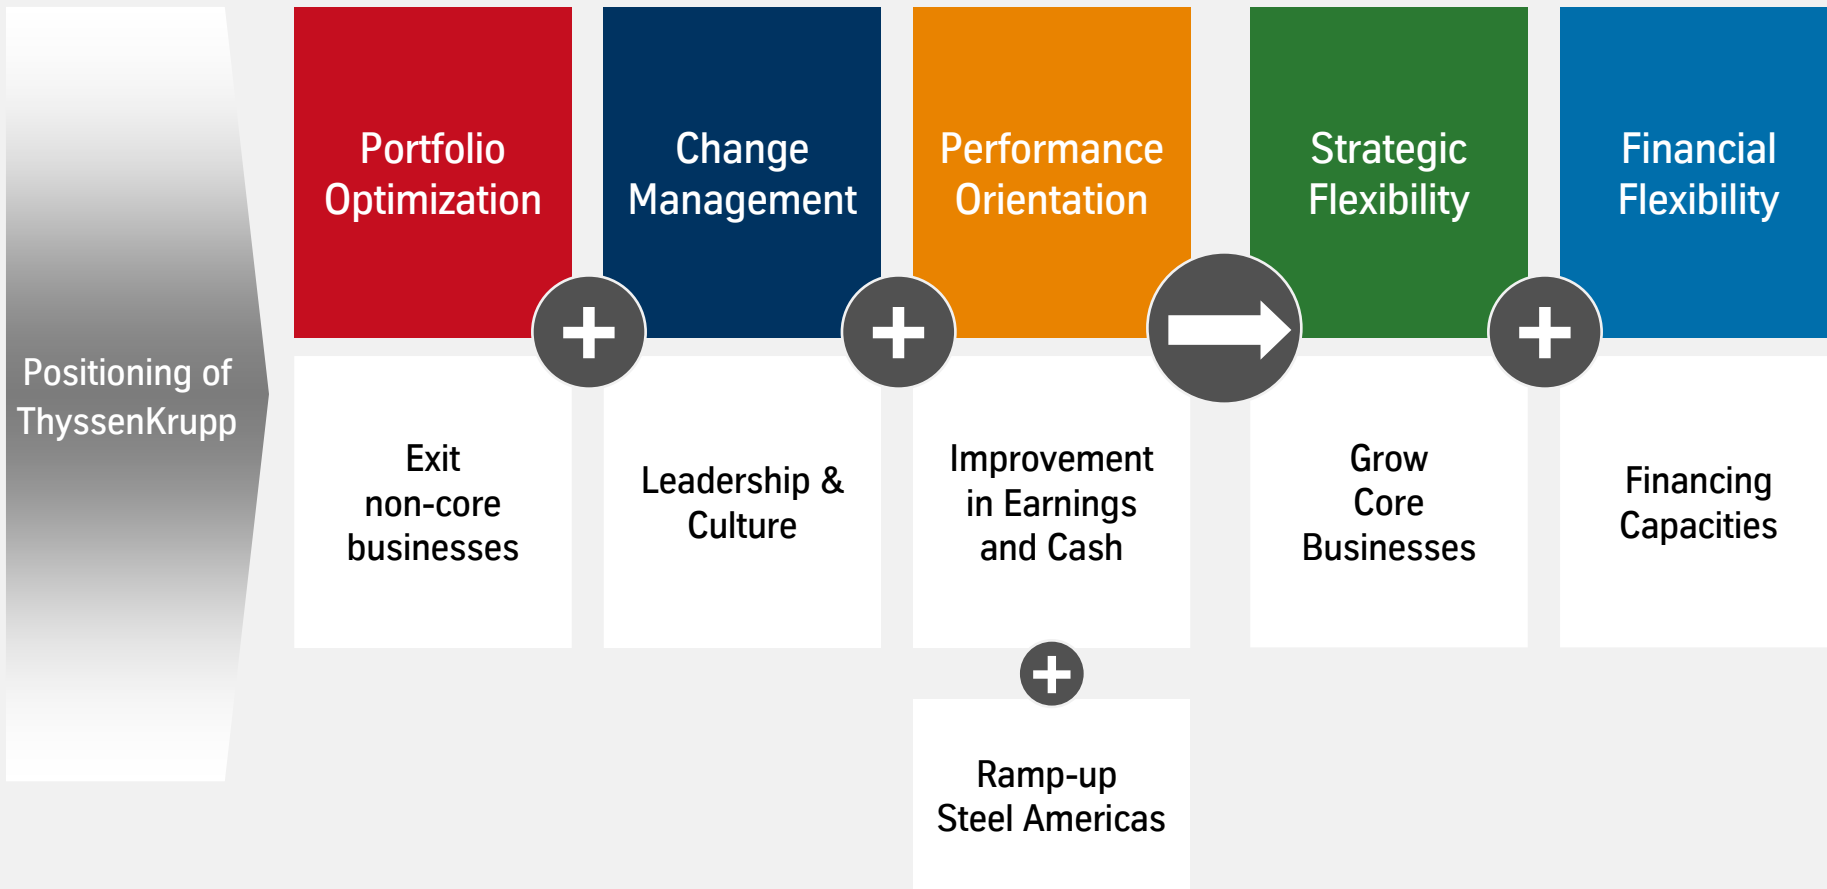 Positioning of
ThyssenKrupp
Portfolio
Optimization
Change
Management
Performance
Orientation
Strategic
Flexibility
Financial
Flexibility
Exit
non-core
businesses
Leadership &
Culture
Improvement
in Earnings
and Cash
Grow
Core
Businesses
Financing
Capacities
Ramp-up
Steel Americas